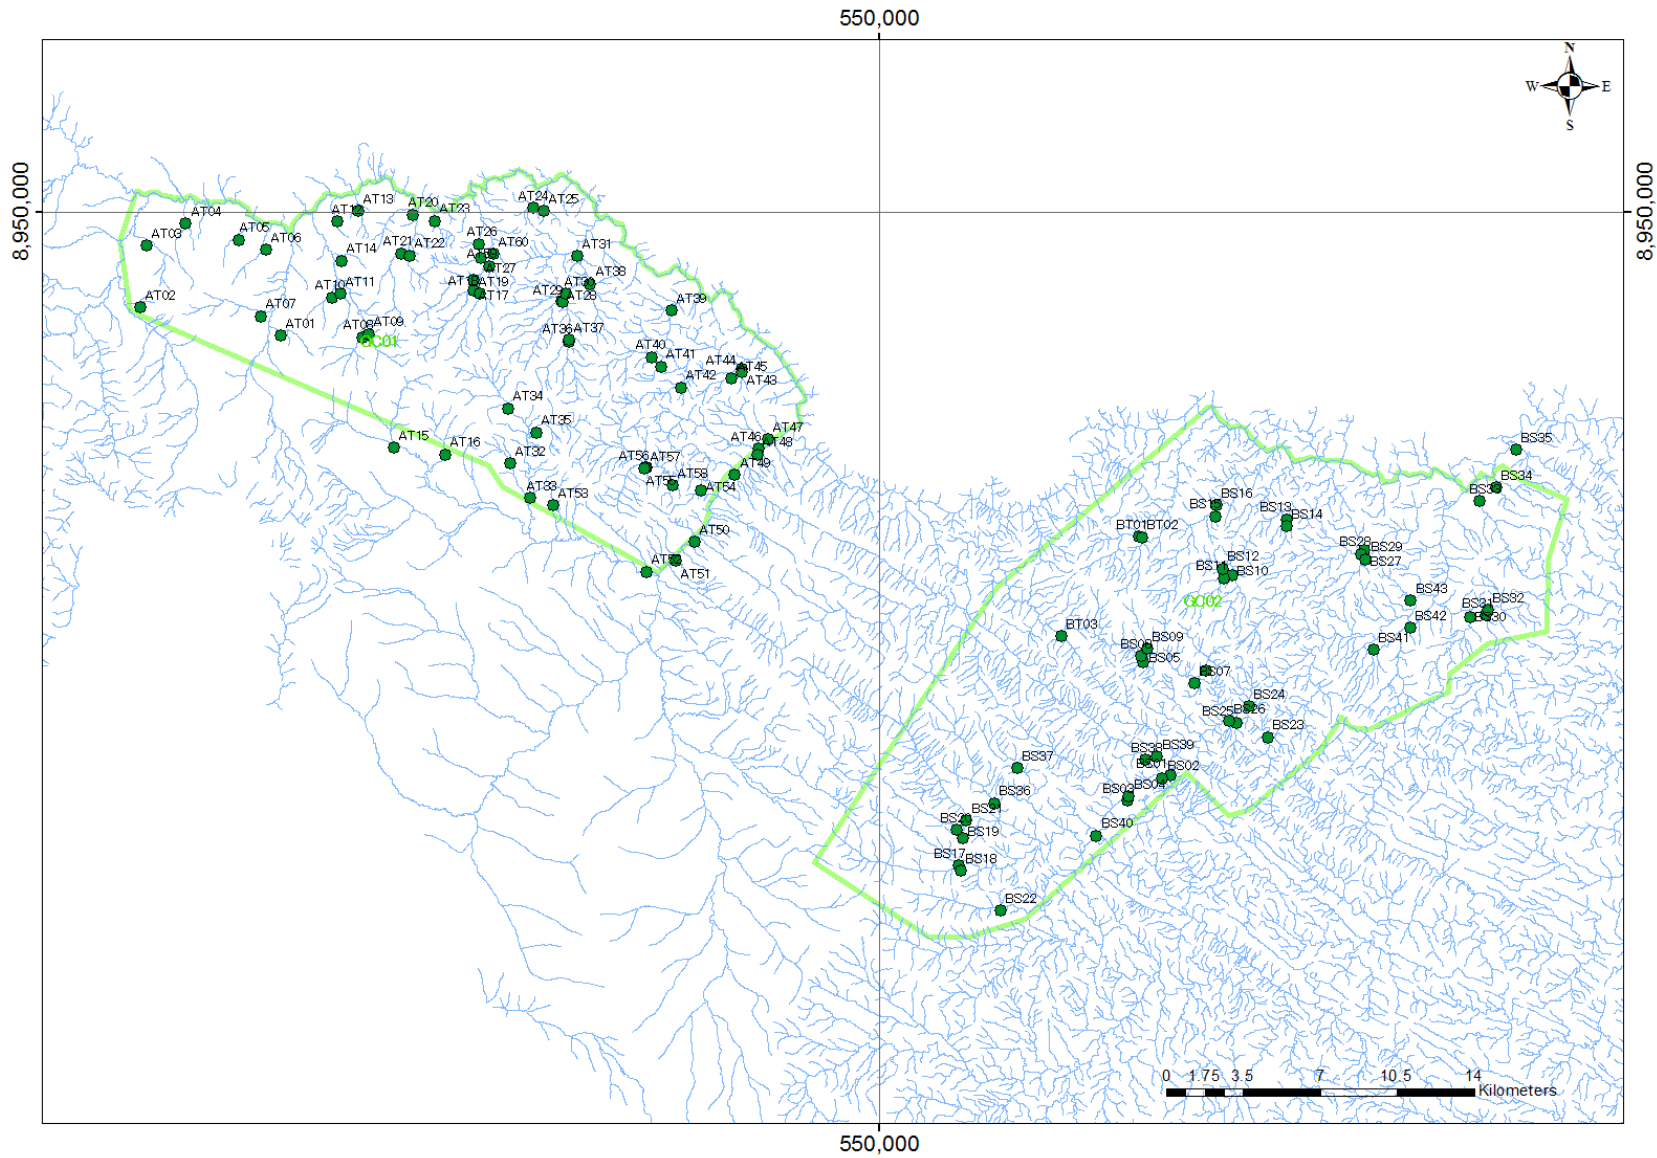 550,000
N
W E
S
8,950,000
8,950,000
AT13
AT12
AT20
AT23
AT24
AT25
AT04
AT03
AT05
AT06
AT14
AT21
AT22
AT26
AT60
AT27
AT31
AT38
AT30
AT29
AT28
AT39
AT10
AT11
AT19
AT17
AT02
AT07
AT01
AT08
AT09
GC01
AT36
AT37
AT40
AT41
AT42
AT44
AT45
AT43
AT34
AT35
AT15
AT16
AT32
AT33
AT53
AT46
AT47
AT48
AT49
AT56
AT57
AT55
AT58
AT54
AT50
AT51
BS35
BS34
BS16
BS13
BS14
BT01
BT02
BS28
BS29
BS27
BS12
BS11
BS10
GC02
BS43
BS42
BS41
BS31
BS32
BS30
BT03
BS09
BS05
BS07
BS24
BS25
BS26
BS23
BS38
BS39
BS01
BS02
BS37
BS36
BS03
BS04
BS40
BS21
BS20
BS19
BS17
BS18
BS22
0 1.75 3.5 7 10.5 14
Kilometers
550,000